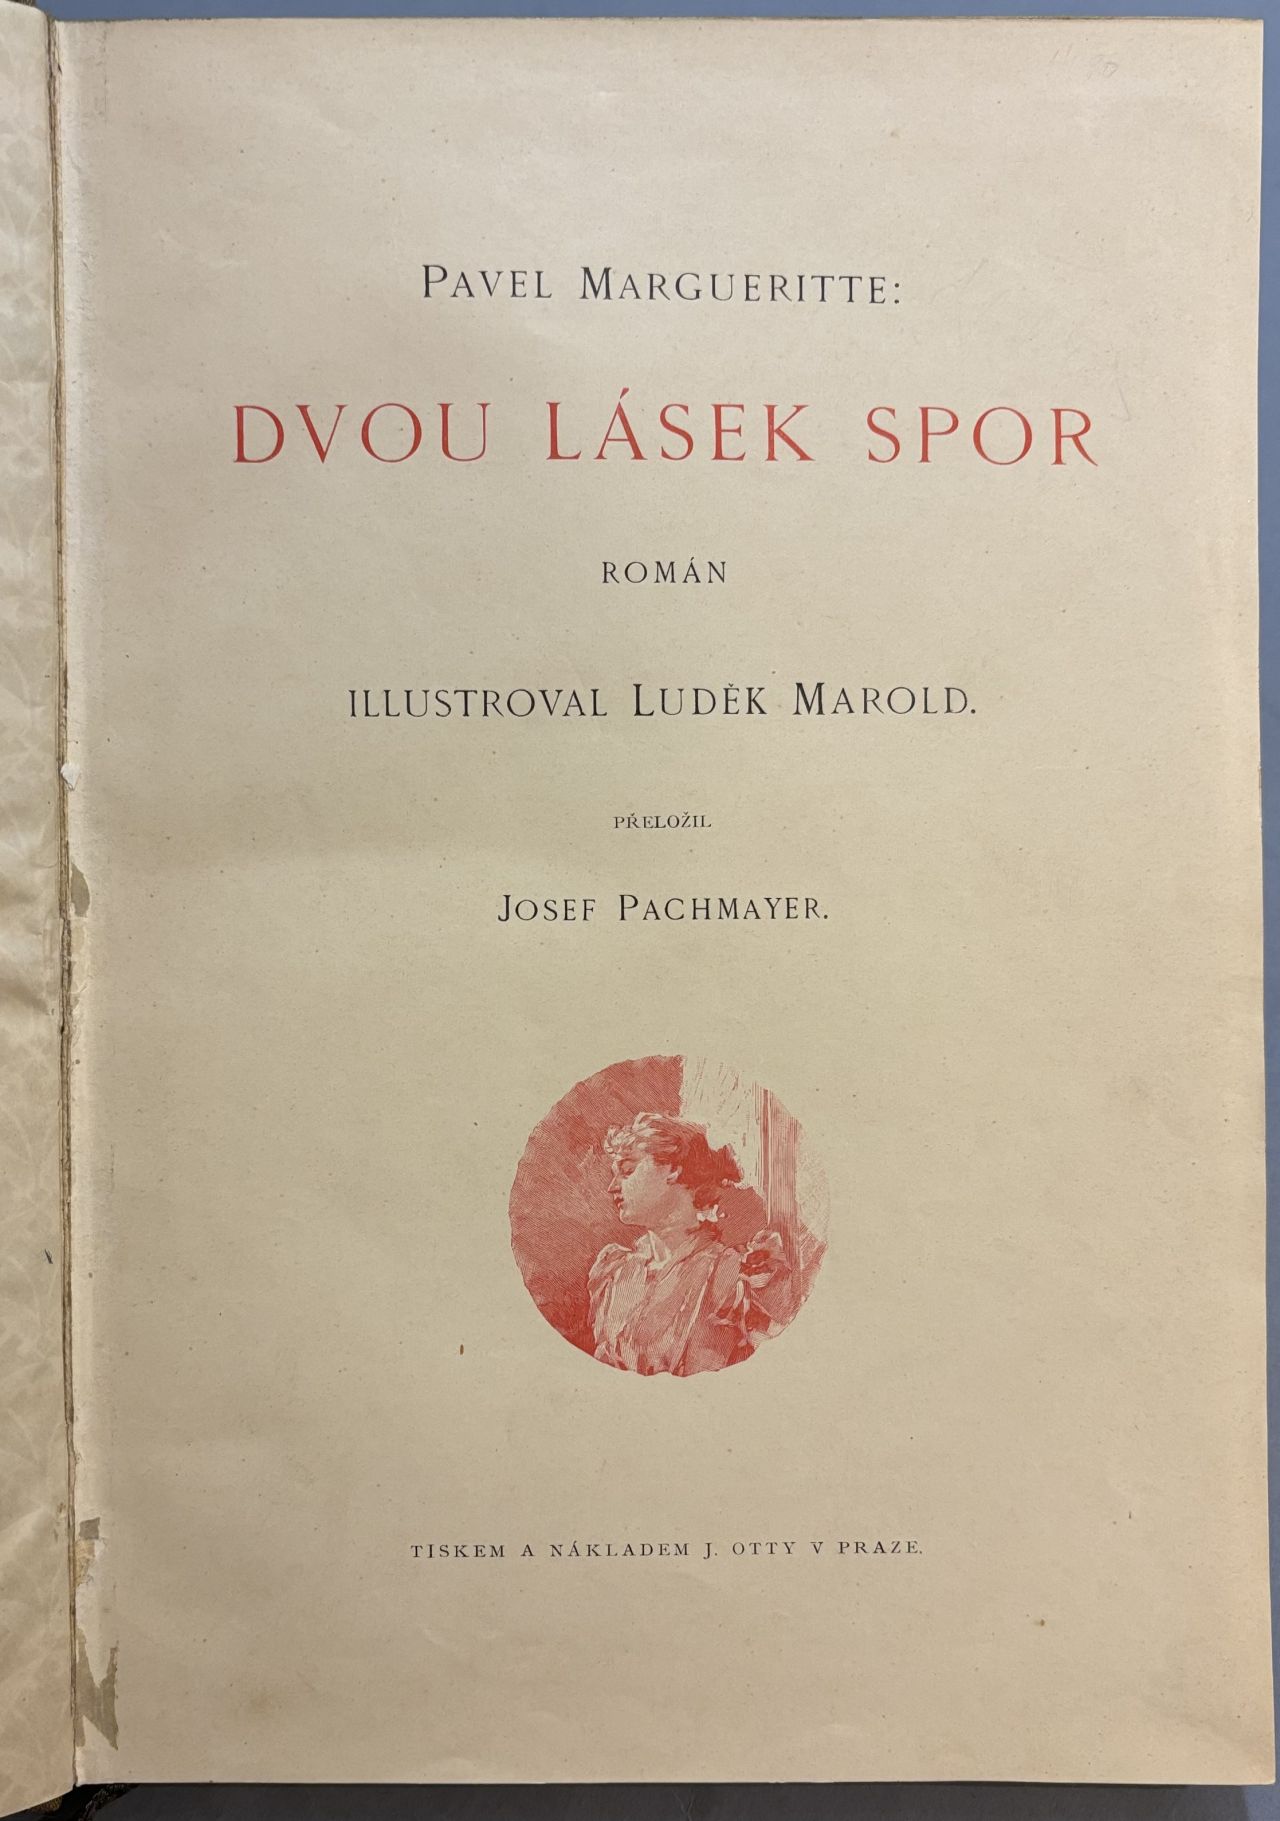 PAVEL MARGUERITTE:
DVOU LÁSEK SPOR
ROMÁN
ILLUSTROVAL LUDĚK MAROLD.
PŘELOŽIL
JOSEF PACHMAYER.
TISKEM A NÁKLADEM J. OTTY V PRAZE.